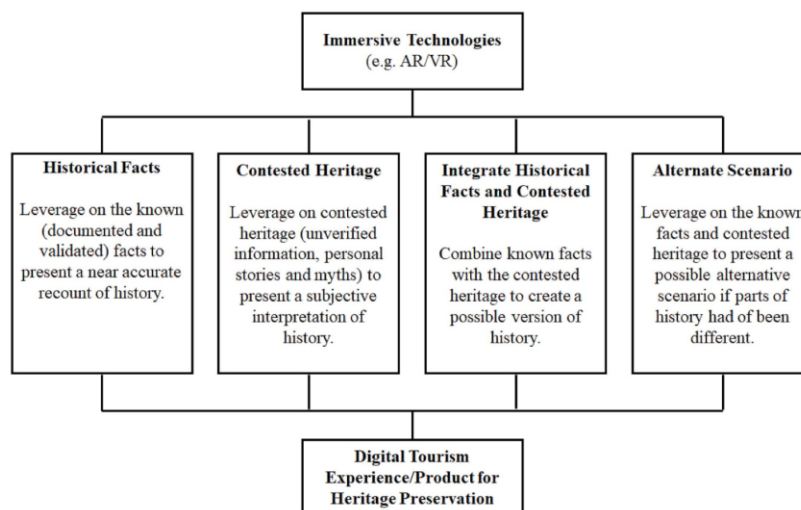 Immersive Technologies
(e.g. AR/VR)
Historical Facts
Leverage on the known
(documented and
validated) facts to
present a near accurate
recount of history.
Contested Heritage
Leverage on contested
heritage (unverified
information, personal
stories and myths) to
present a subjective
interpretation of
history.
Integrate Historical
Facts and Contested
Heritage
Combine known facts
with the contested
heritage to create a
possible version of
history.
Alternate Scenario
Leverage on the known
facts and contested
heritage to present a
possible alternative
scenario if parts of
history had of been
different.
Digital Tourism
Experience/Product for
Heritage Preservation